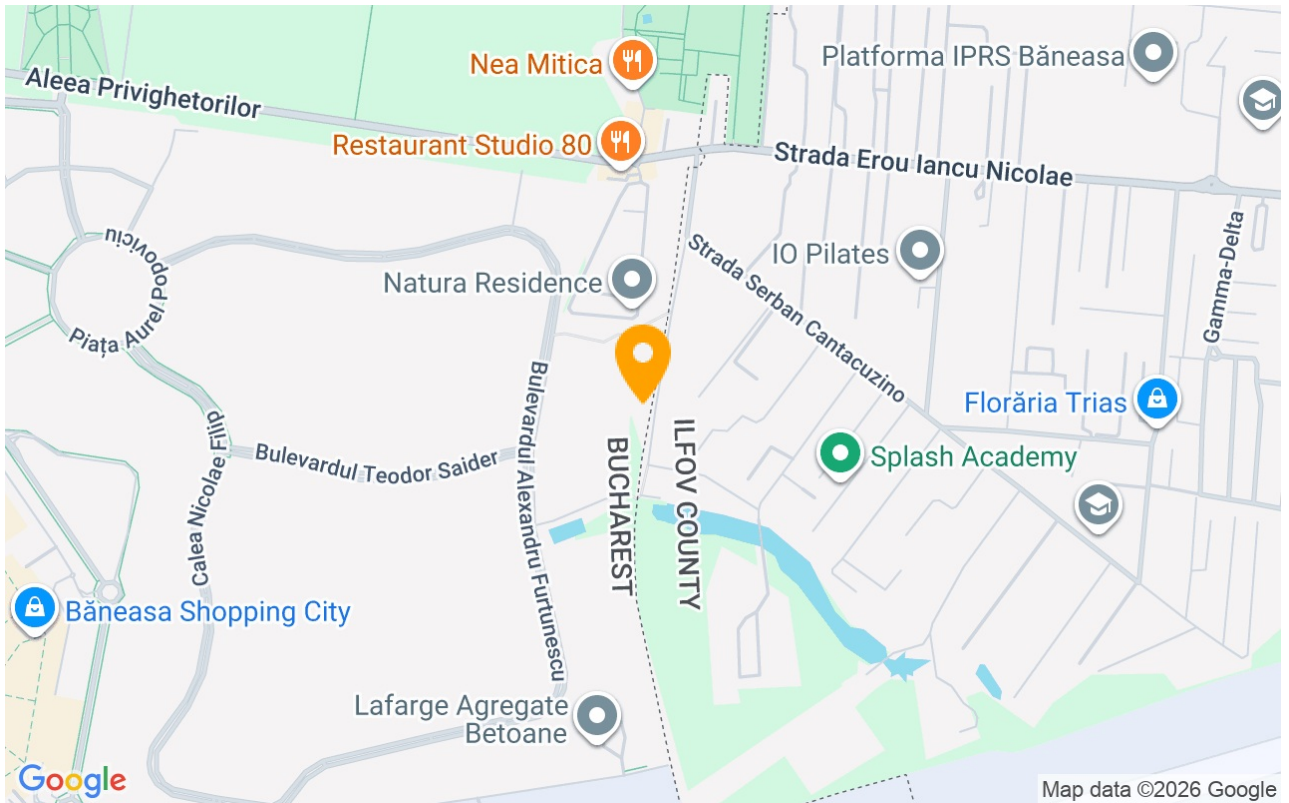 Nea Mitica
Platforma IPRS Băneasa
Aleea Privighetorilor
Restaurant Studio 80
Strada Erou Iancu Nicolae
Piața Aurel Popoviciu
Natura Residence
IO Pilates
Strada Serban Cantacuzino
Gamma-Delta
Florăria Trias
Calea Nicolae Filip
Bulevardul Teodor Saider
Bulevardul Alexandru Furtunescu
BUCHAREST
ILFOV COUNTY
Splash Academy
Băneasa Shopping City
Lafarge Agregate
Betoane
Google
Map data ©2026 Google